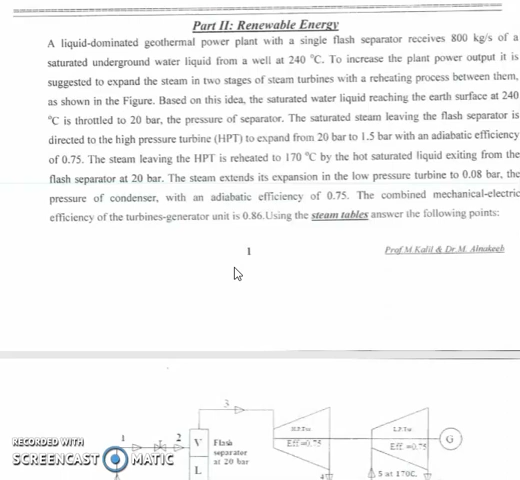 Part II: Renewable Energy
A liquid-dominated geothermal power plant with a single flash separator receives 800 kg/s of a
saturated underground water liquid from a well at 240 °C. To increase the plant power output it is
suggested to expand the steam in two stages of steam turbines with a reheating process between them,
as shown in the Figure. Based on this idea, the saturated water liquid reaching the earth surface at 240
°C is throttled to 20 bar, the pressure of separator. The saturated steam leaving the flash separator is
directed to the high pressure turbine (HPT) to expand from 20 bar to 1.5 bar with an adiabatic efficiency
of 0.75. The steam leaving the HPT is reheated to 170 °C by the hot saturated liquid exiting from the
flash separator at 20 bar. The steam extends its expansion in the low pressure turbine to 0.08 bar, the
pressure of condenser, with an adiabatic efficiency of 0.75. The combined mechanical-electric
efficiency of the turbines-generator unit is 0.86.Using the steam tables answer the following points:
1
Prof M.Kalil & Dr.M. Alnakeeb
3
1
2
V
L
Flash
separator
at 20 bar
Eff =0.75
Eff =0.75
G
5 at 170C.
RECORDED WITH
SCREENCAST MATIC